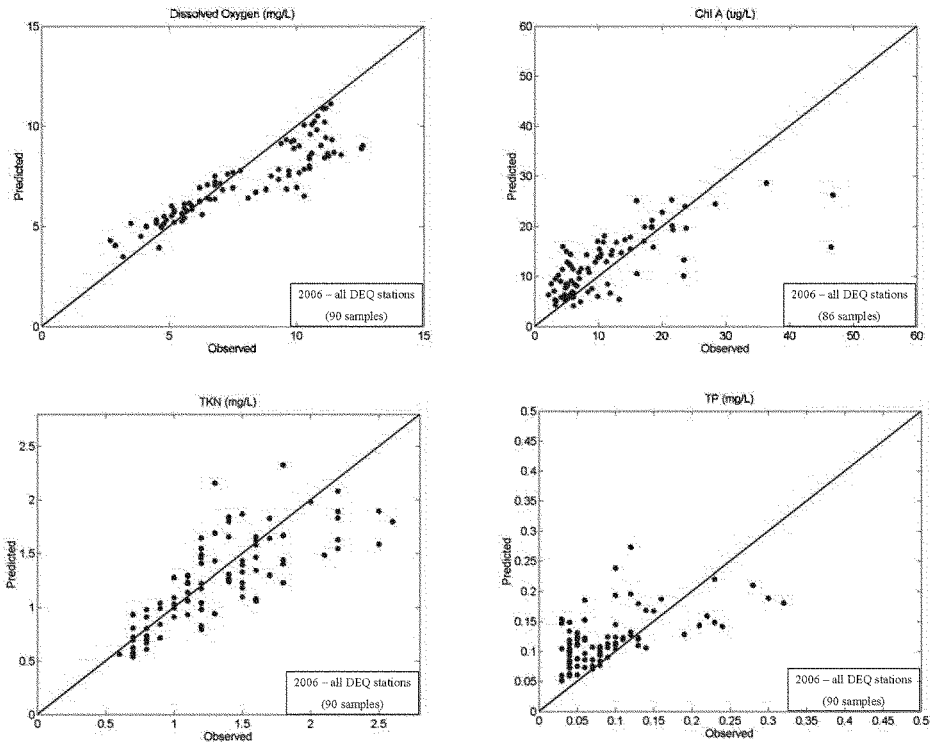 Dissolved Oxygen (mg/L)
15
10
5
0
Predicted
0
5
10
15
Observed
2006 – all DEQ stations
(90 samples)
Chl A (ug/L)
60
50
40
30
20
10
0
Predicted
0
10
20
30
40
50
60
Observed
2006 – all DEQ stations
(86 samples)
TKN (mg/L)
2.5
2
1.5
1
0.5
0
Predicted
0
0.5
1
1.5
2
2.5
Observed
2006 – all DEQ stations
(90 samples)
TP (mg/L)
0.5
0.45
0.4
0.35
0.3
0.25
0.2
0.15
0.1
0.05
0
Predicted
0
0.05
0.1
0.15
0.2
0.25
0.3
0.35
0.4
0.45
0.5
Observed
2006 – all DEQ stations
(90 samples)